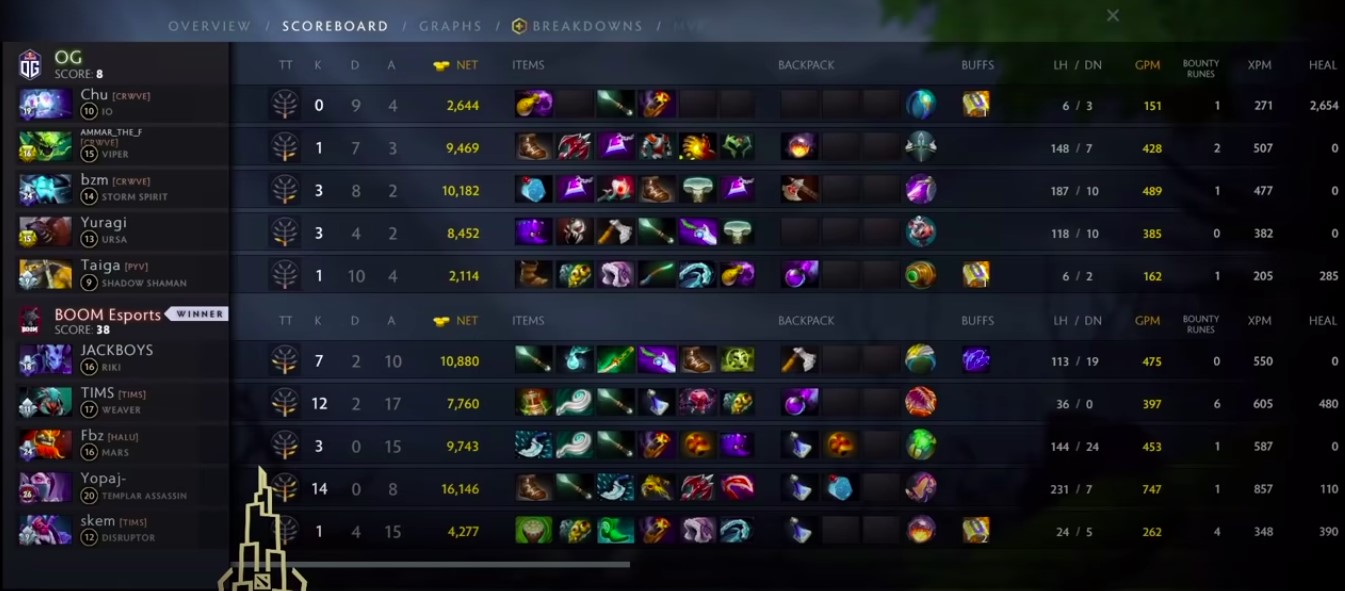 OVERVIEW / SCOREBOARD / GRAPHS / BREAKDOWNS /
OG
SCORE: 8
TT K D A NET ITEMS BACKPACK BUFFS LH / DN GPM BOUNTY RUNES XPM HEAL
Chu [CRWVE]
10 IO
0 9 4 2,644 6 / 3 151 1 271 2,654
AMMAR_THE_F
[CRWVE]
15 VIPER
1 7 3 9,469 148 / 7 428 2 507 0
bzm [CRWVE]
14 STORM SPIRIT
3 8 2 10,182 187 / 10 489 1 477 0
Yuragi
13 URSA
3 4 2 8,452 118 / 10 385 0 382 0
Taiga [PYV]
9 SHADOW SHAMAN
1 10 4 2,114 6 / 2 162 1 205 285
BOOM Esports WINNER
SCORE: 38
TT K D A NET ITEMS BACKPACK BUFFS LH / DN GPM BOUNTY RUNES XPM HEAL
JACKBOYS
16 RIKI
7 2 10 10,880 113 / 19 475 0 550 0
TIMS [TIMS]
17 WEAVER
12 2 17 7,760 36 / 0 397 6 605 480
Fbz [HALU]
16 MARS
3 0 15 9,743 144 / 24 453 1 587 0
Yopaj-
20 TEMPLAR ASSASSIN
14 0 8 16,146 231 / 7 747 1 857 110
skem [TIMS]
12 DISRUPTOR
1 4 15 4,277 24 / 5 262 4 348 390